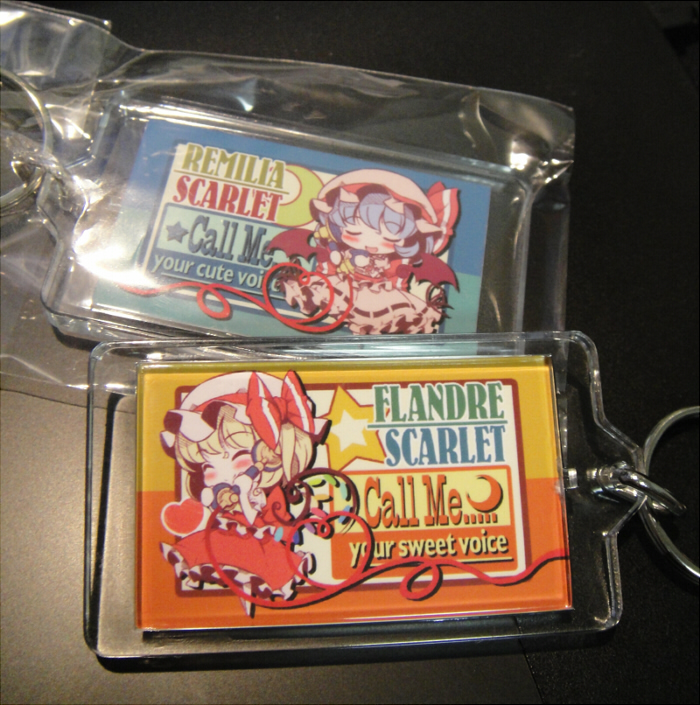 REMILIA
SCARLET
Call Me...
your cute voice
FLANDRE
SCARLET
Call Me.....
your sweet voice